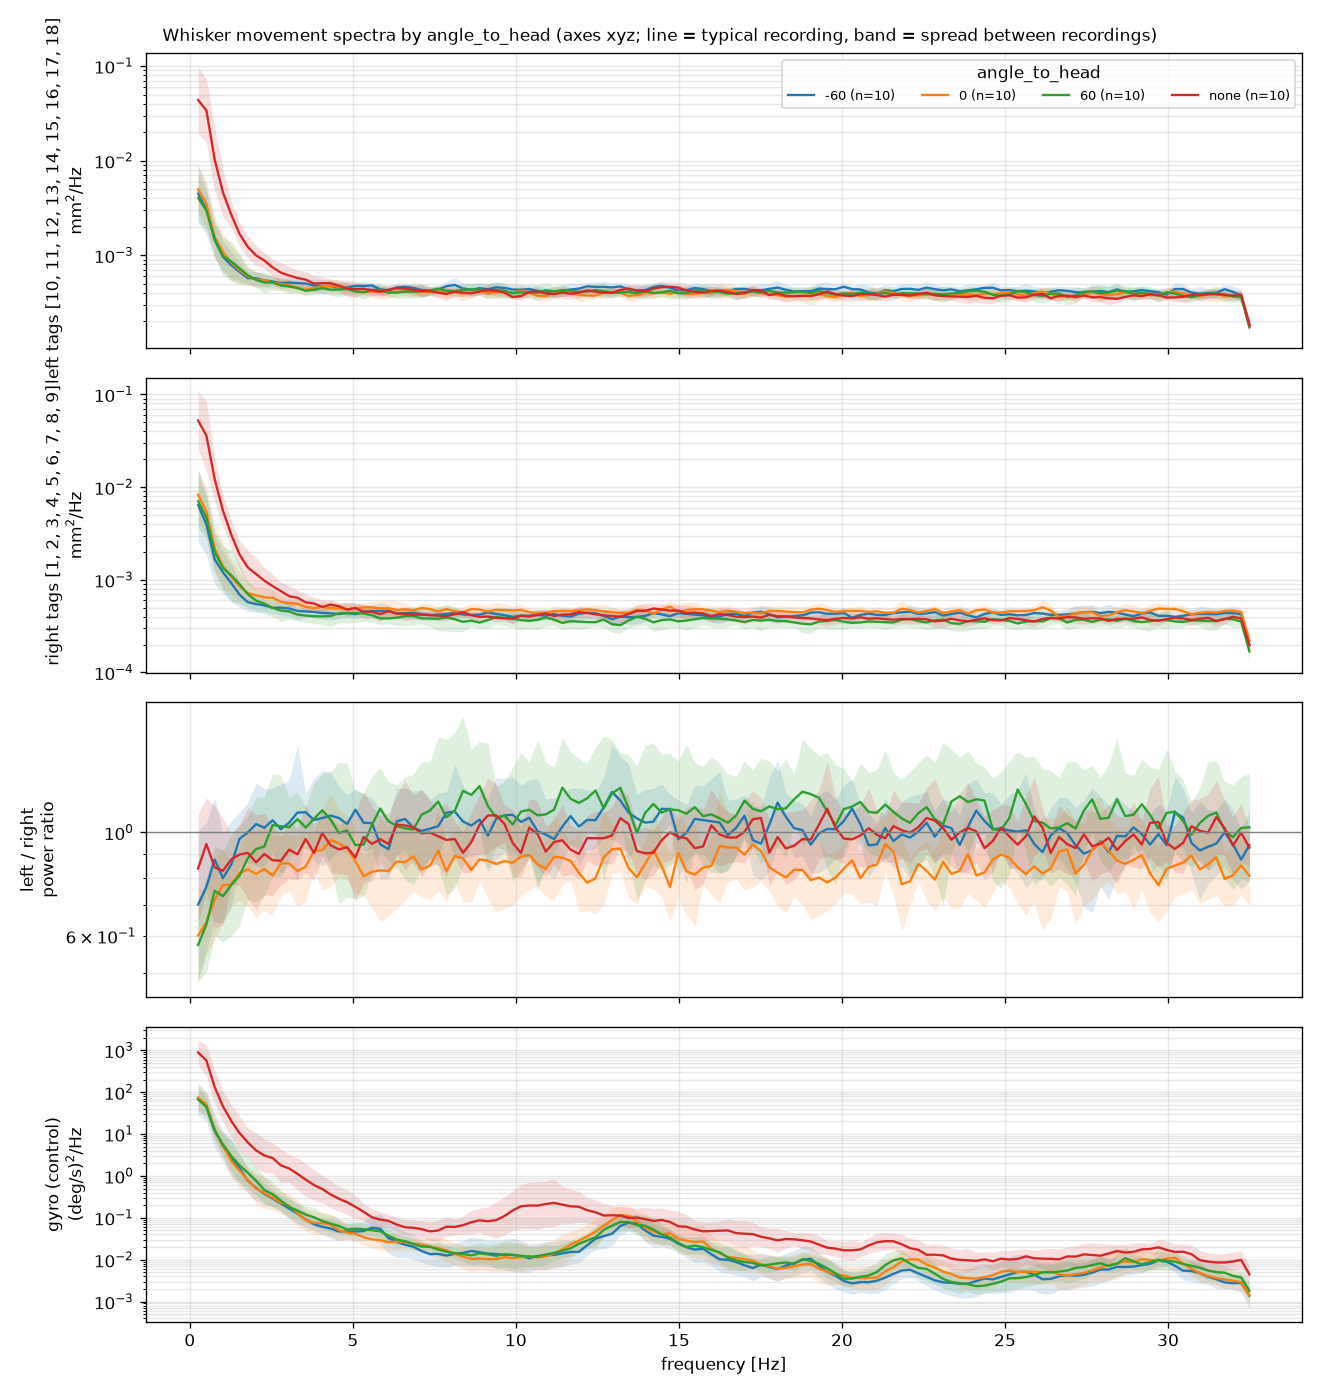 Whisker movement spectra by angle_to_head (axes xyz; line = typical recording, band = spread between recordings)
angle_to_head
-60 (n=10)
0 (n=10)
60 (n=10)
none (n=10)
left tags [10, 11, 12, 13, 14, 15, 16, 17, 18]
mm²/Hz
10⁻¹
10⁻²
10⁻³
right tags [1, 2, 3, 4, 5, 6, 7, 8, 9]
mm²/Hz
10⁻¹
10⁻²
10⁻³
10⁻⁴
left / right
power ratio
10⁰
6 × 10⁻¹
gyro (control)
(deg/s)²/Hz
10³
10²
10¹
10⁰
10⁻¹
10⁻²
10⁻³
0 5 10 15 20 25 30
frequency [Hz]